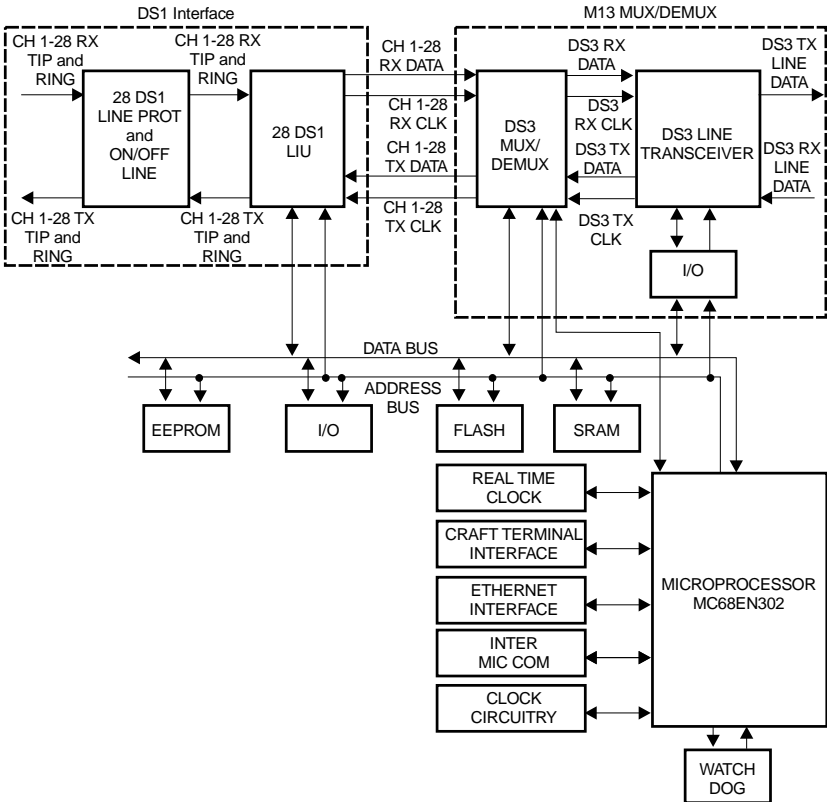 DS1 Interface
M13 MUX/DEMUX
CH 1-28 RX
TIP and
RING
CH 1-28 RX
TIP and
RING
CH 1-28
RX DATA
DS3 RX
DATA
DS3 TX
LINE
DATA
28 DS1
LINE PROT
and
ON/OFF
LINE
28 DS1
LIU
CH 1-28
RX CLK
DS3
MUX/
DEMUX
DS3
RX CLK
DS3 LINE
TRANSCEIVER
CH 1-28
TX DATA
DS3 TX
DATA
DS3 RX
LINE
DATA
CH 1-28 TX
TIP and
RING
CH 1-28 TX
TIP and
RING
CH 1-28
TX CLK
DS3 TX
CLK
I/O
DATA BUS
ADDRESS
BUS
EEPROM
I/O
FLASH
SRAM
REAL TIME
CLOCK
CRAFT TERMINAL
INTERFACE
ETHERNET
INTERFACE
INTER
MIC COM
CLOCK
CIRCUITRY
MICROPROCESSOR
MC68EN302
WATCH
DOG